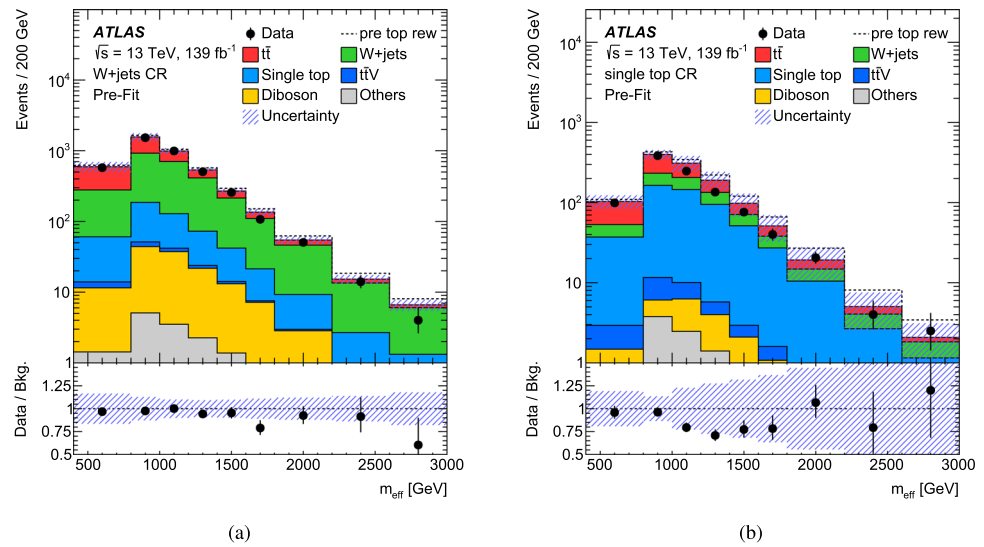 Events / 200 GeV
ATLAS
√s = 13 TeV, 139 fb⁻¹
W+jets CR
Pre-Fit
Data
pre top rew
tt̄
W+jets
Single top
tt̄V
Diboson
Others
Uncertainty
10⁴
10³
10²
10
1
Data / Bkg.
1.25
1
0.75
0.5
500 1000 1500 2000 2500 3000
m_eff [GeV]
(a)
Events / 200 GeV
ATLAS
√s = 13 TeV, 139 fb⁻¹
single top CR
Pre-Fit
Data
pre top rew
tt̄
W+jets
Single top
tt̄V
Diboson
Others
Uncertainty
10⁴
10³
10²
10
1
Data / Bkg.
1.25
1
0.75
0.5
500 1000 1500 2000 2500 3000
m_eff [GeV]
(b)